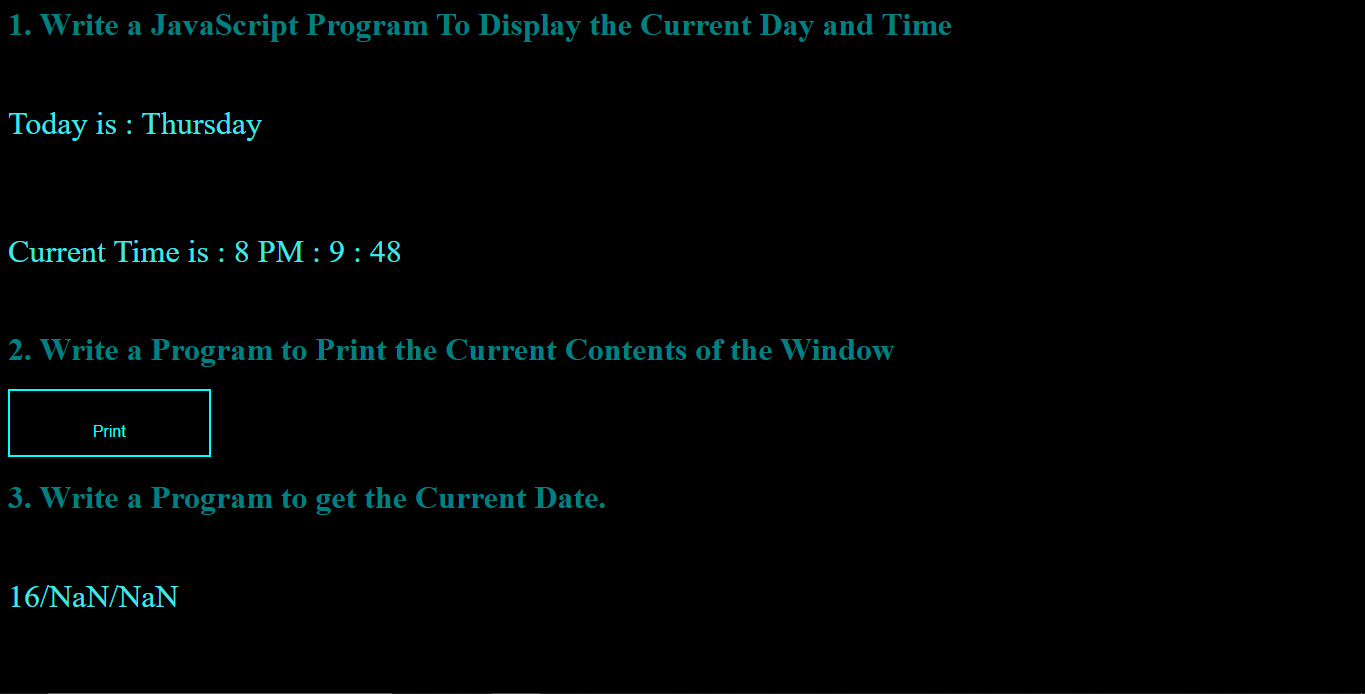 1. Write a JavaScript Program To Display the Current Day and Time
Today is : Thursday
Current Time is : 8 PM : 9 : 48
2. Write a Program to Print the Current Contents of the Window
Print
3. Write a Program to get the Current Date.
16/NaN/NaN